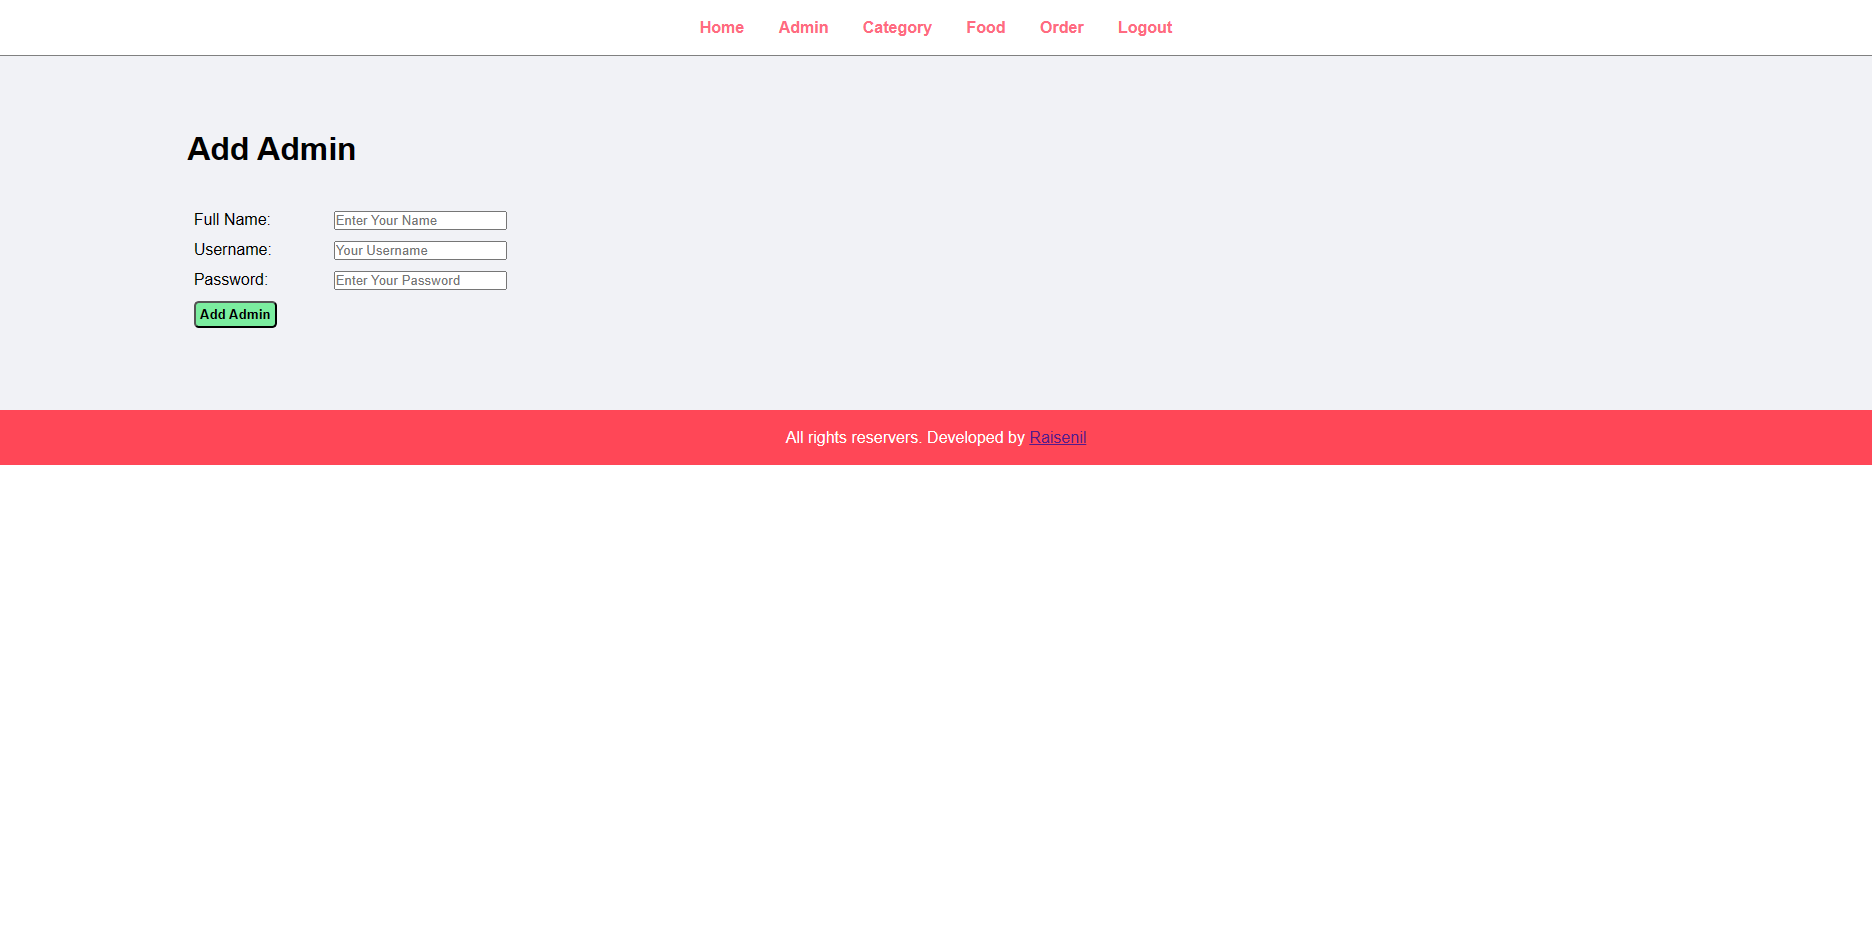 Home Admin Category Food Order Logout
Add Admin
Full Name: Enter Your Name
Username: Your Username
Password: Enter Your Password
Add Admin
All rights reservers. Developed by Raisenil